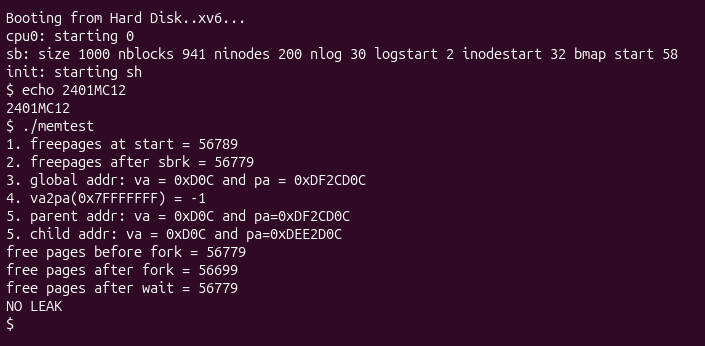 Booting from Hard Disk..xv6...
cpu0: starting 0
sb: size 1000 nblocks 941 ninodes 200 nlog 30 logstart 2 inodestart 32 bmap start 58
init: starting sh
$ echo 2401MC12
2401MC12
$ ./memtest
1. freepages at start = 56789
2. freepages after sbrk = 56779
3. global addr: va = 0xD0C and pa = 0xDF2CD0C
4. va2pa(0x7FFFFFFF) = -1
5. parent addr: va = 0xD0C and pa=0xDF2CD0C
5. child addr: va = 0xD0C and pa=0xDEE2D0C
free pages before fork = 56779
free pages after fork = 56699
free pages after wait = 56779
NO LEAK
$